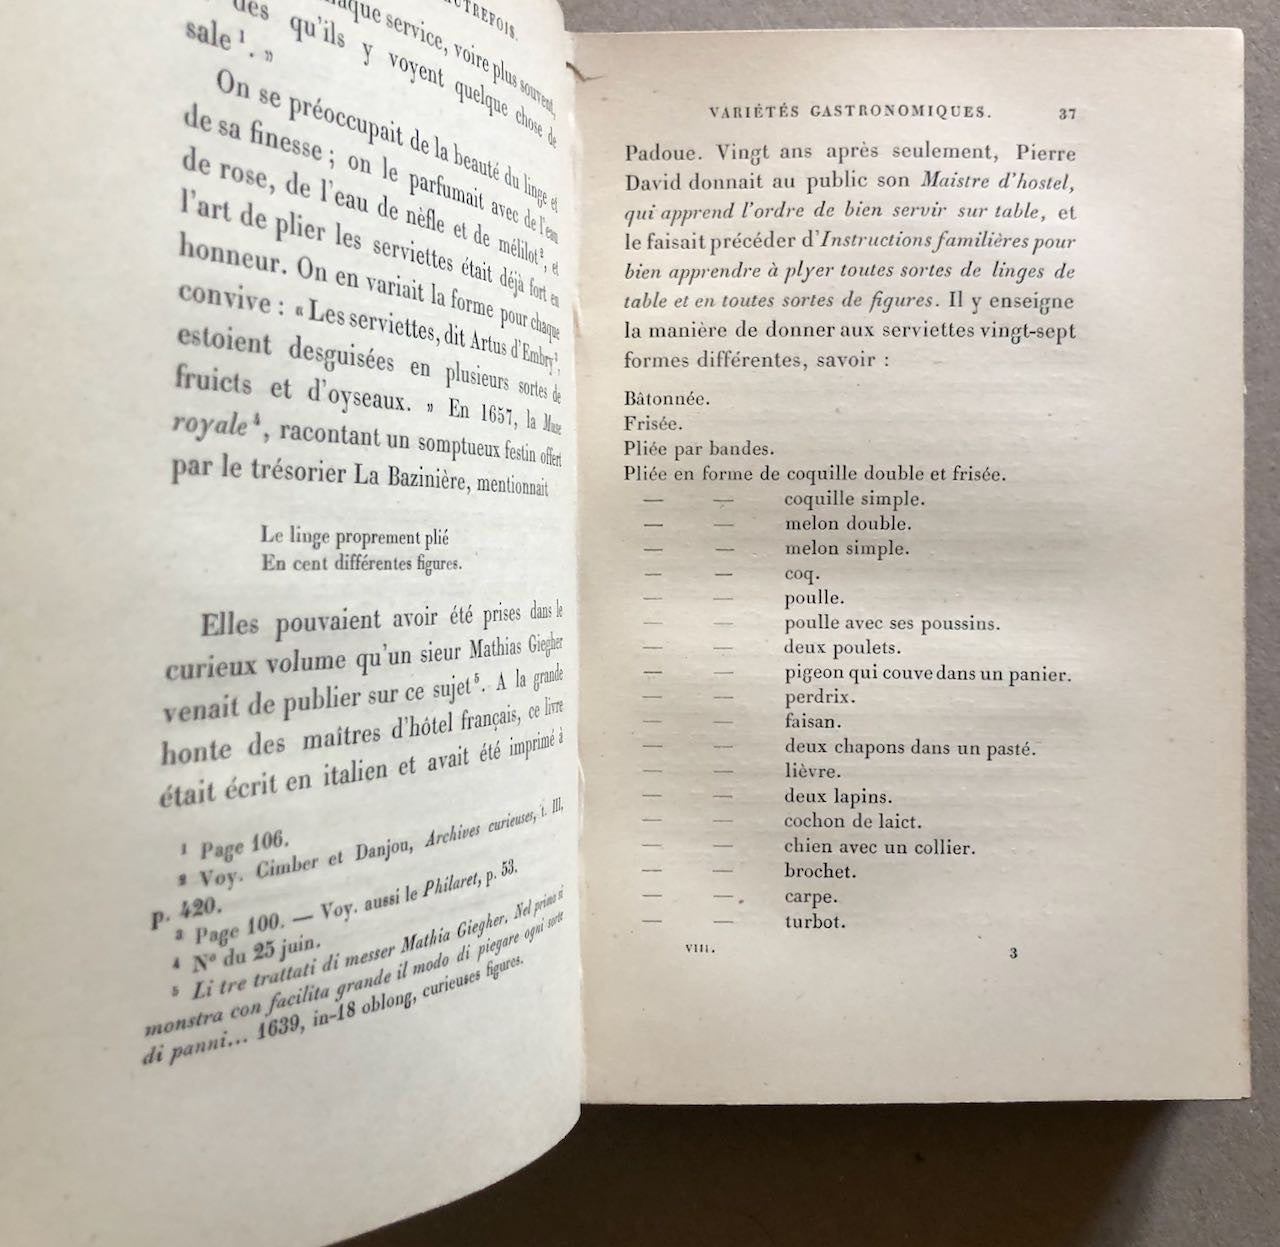 AUTREFOIS.
chaque service, voire plus souvent,
dès qu'ils y voyent quelque chose de
sale ¹. »
On se préoccupait de la beauté du linge et
de sa finesse ; on le parfumait avec de l'eau
de rose, de l'eau de nèfle et de mélilot ², et
l'art de plier les serviettes était déjà fort en
honneur. On en variait la forme pour chaque
convive : « Les serviettes, dit Artus d'Embry ³,
estoient desguisées en plusieurs sortes de
fruicts et d'oyseaux. » En 1657, la Muse
royale ⁴, racontant un somptueux festin offert
par le trésorier La Bazinière, mentionnait
Le linge proprement plié
En cent différentes figures.
Elles pouvaient avoir été prises dans le
curieux volume qu'un sieur Mathias Giegher
venait de publier sur ce sujet ⁵. A la grande
honte des maîtres d'hôtel français, ce livre
était écrit en italien et avait été imprimé à
¹ Page 106.
² Voy. Cimber et Danjou, Archives curieuses, t. III,
p. 420.
³ Page 100. — Voy. aussi le Philaret, p. 53.
⁴ N° du 25 juin.
⁵ Li tre trattati di messer Mathia Giegher. Nel primo si
monstra con facilita grande il modo di piegare ogni sorte
di panni... 1639, in-18 oblong, curieuses figures.
VARIÉTÉS GASTRONOMIQUES. 37
Padoue. Vingt ans après seulement, Pierre
David donnait au public son Maistre d'hostel,
qui apprend l'ordre de bien servir sur table, et
le faisait précéder d'Instructions familières pour
bien apprendre à plyer toutes sortes de linges de
table et en toutes sortes de figures. Il y enseigne
la manière de donner aux serviettes vingt-sept
formes différentes, savoir :
Bâtonnée.
Frisée.
Pliée par bandes.
Pliée en forme de coquille double et frisée.
— — coquille simple.
— — melon double.
— — melon simple.
— — coq.
— — poulle.
— — poulle avec ses poussins.
— — deux poulets.
— — pigeon qui couve dans un panier.
— — perdrix.
— — faisan.
— — deux chapons dans un pasté.
— — lièvre.
— — deux lapins.
— — cochon de laict.
— — chien avec un collier.
— — brochet.
— — carpe.
— — turbot.
VIII. 3